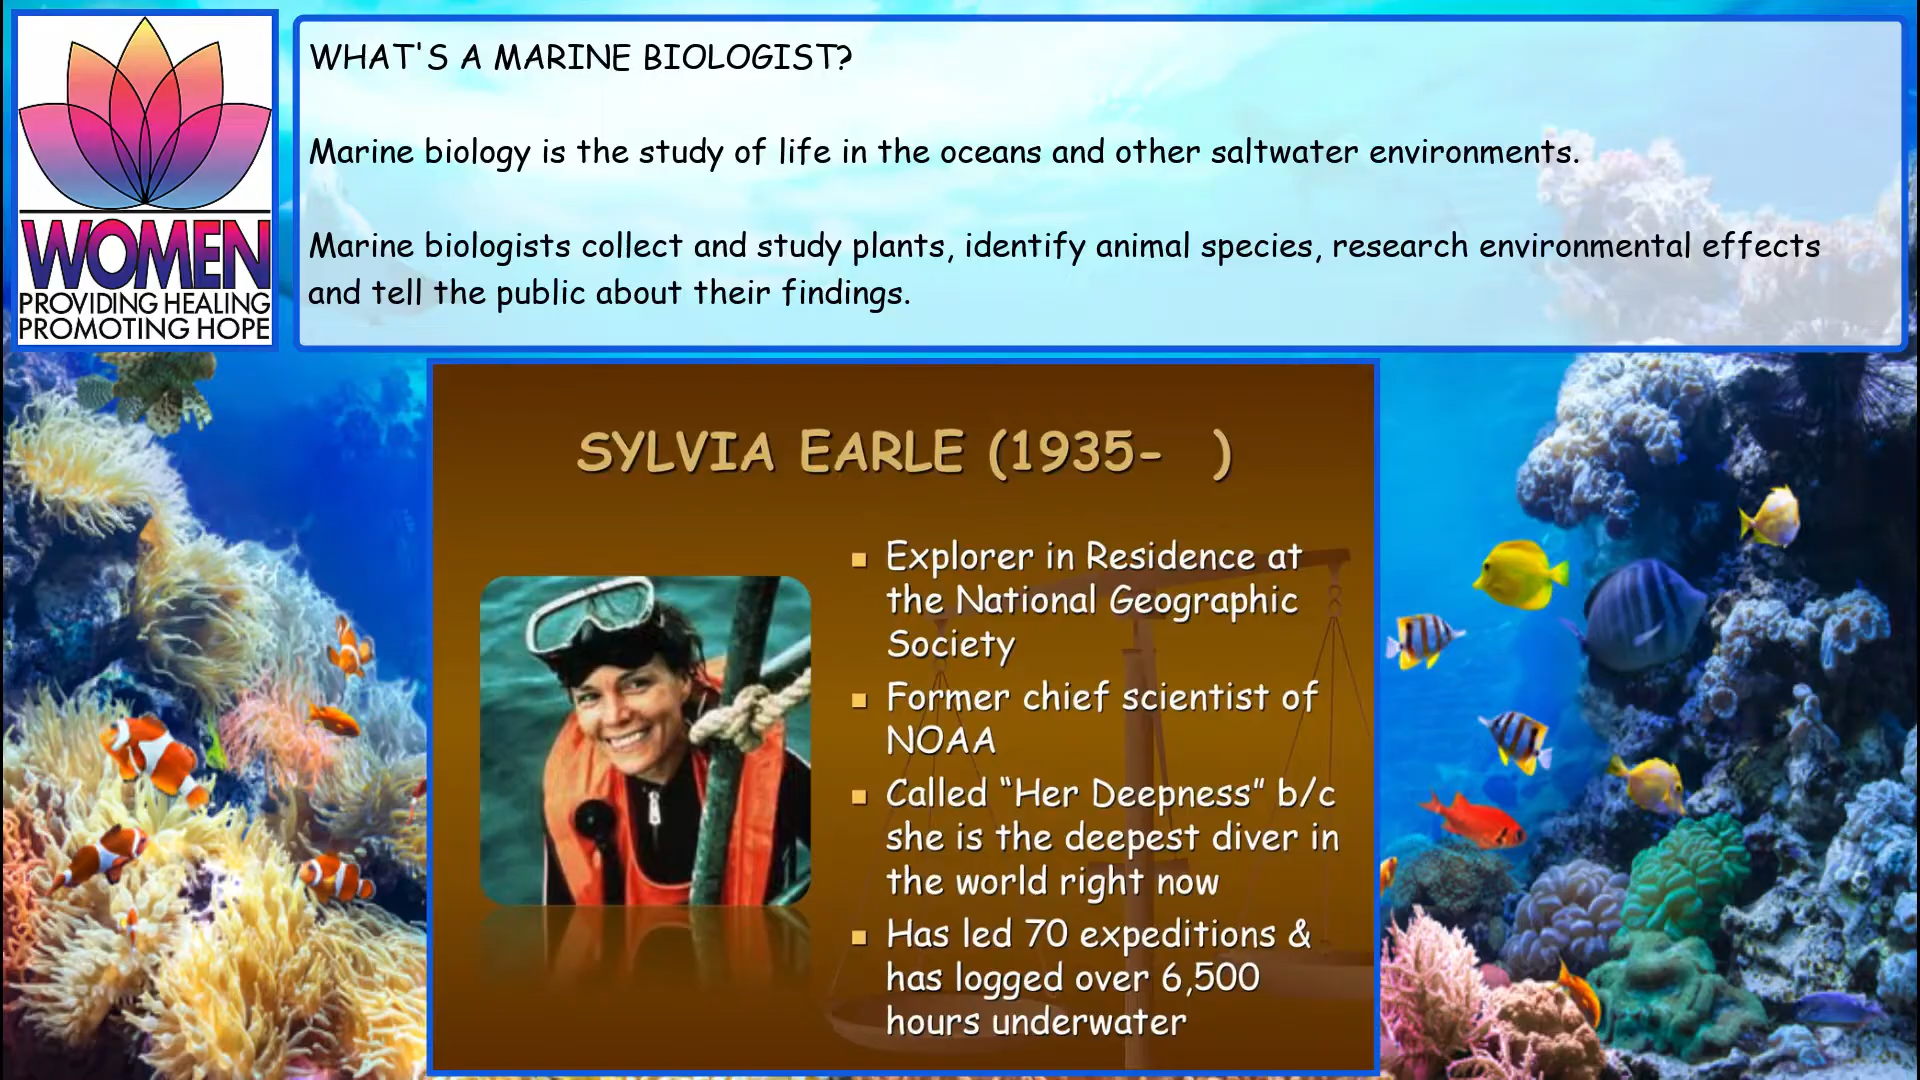 WOMEN
PROVIDING HEALING
PROMOTING HOPE
WHAT'S A MARINE BIOLOGIST?
Marine biology is the study of life in the oceans and other saltwater environments.
Marine biologists collect and study plants, identify animal species, research environmental effects
and tell the public about their findings.
SYLVIA EARLE (1935-  )
Explorer in Residence at
the National Geographic
Society
Former chief scientist of
NOAA
Called “Her Deepness” b/c
she is the deepest diver in
the world right now
Has led 70 expeditions &
has logged over 6,500
hours underwater